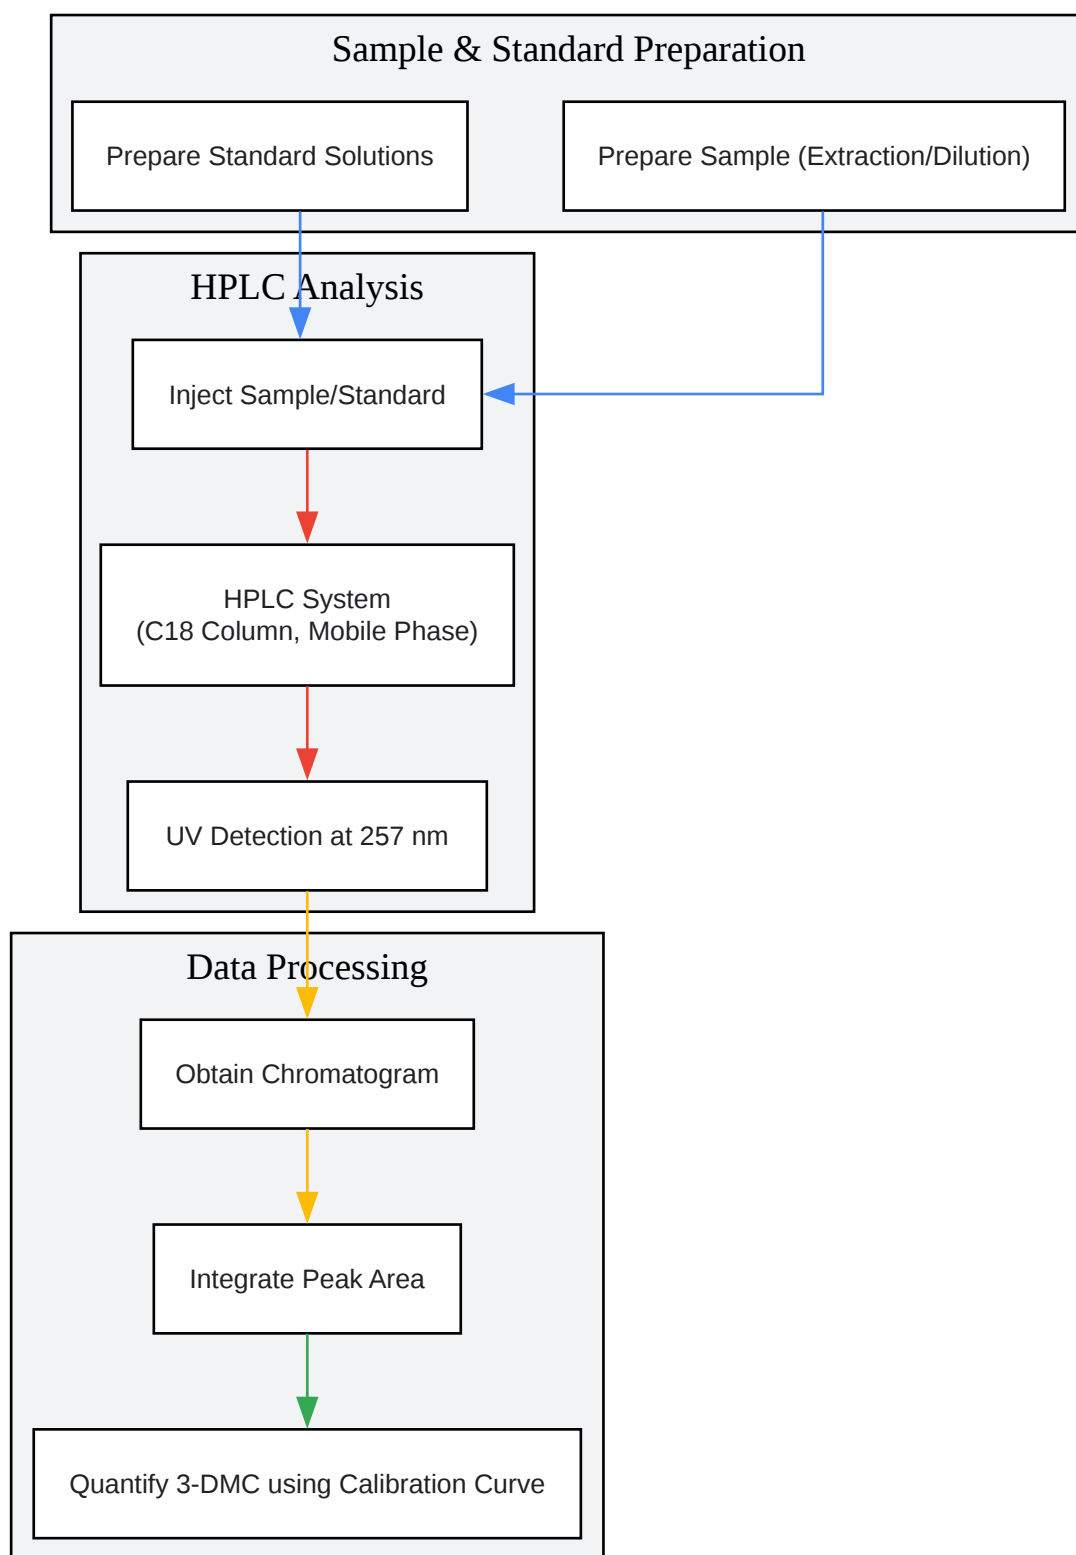 Sample & Standard Preparation
Prepare Standard Solutions
Prepare Sample (Extraction/Dilution)
HPLC Analysis
Inject Sample/Standard
HPLC System
(C18 Column, Mobile Phase)
UV Detection at 257 nm
Data Processing
Obtain Chromatogram
Integrate Peak Area
Quantify 3-DMC using Calibration Curve